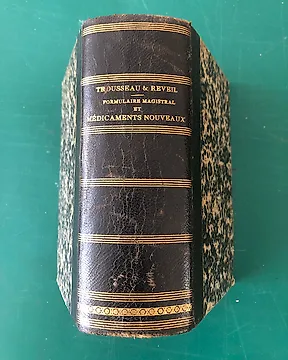 TROUSSEAU & REVEIL
FORMULAIRE MAGISTRAL
ET
MÉDICAMENTS NOUVEAUX